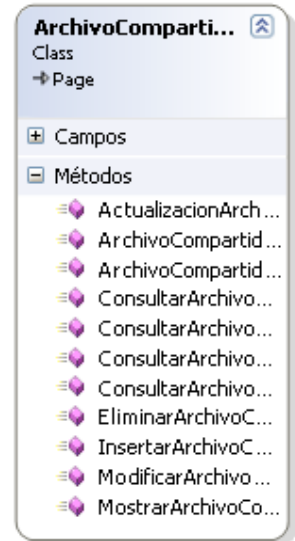 ArchivoComparti...
Class
Page
Campos
Métodos
ActualizacionArch...
ArchivoCompartid...
ArchivoCompartid...
ConsultarArchivo...
ConsultarArchivo...
ConsultarArchivo...
ConsultarArchivo...
EliminarArchivoC...
InsertarArchivoC...
ModificarArchivo...
MostrarArchivoCo...